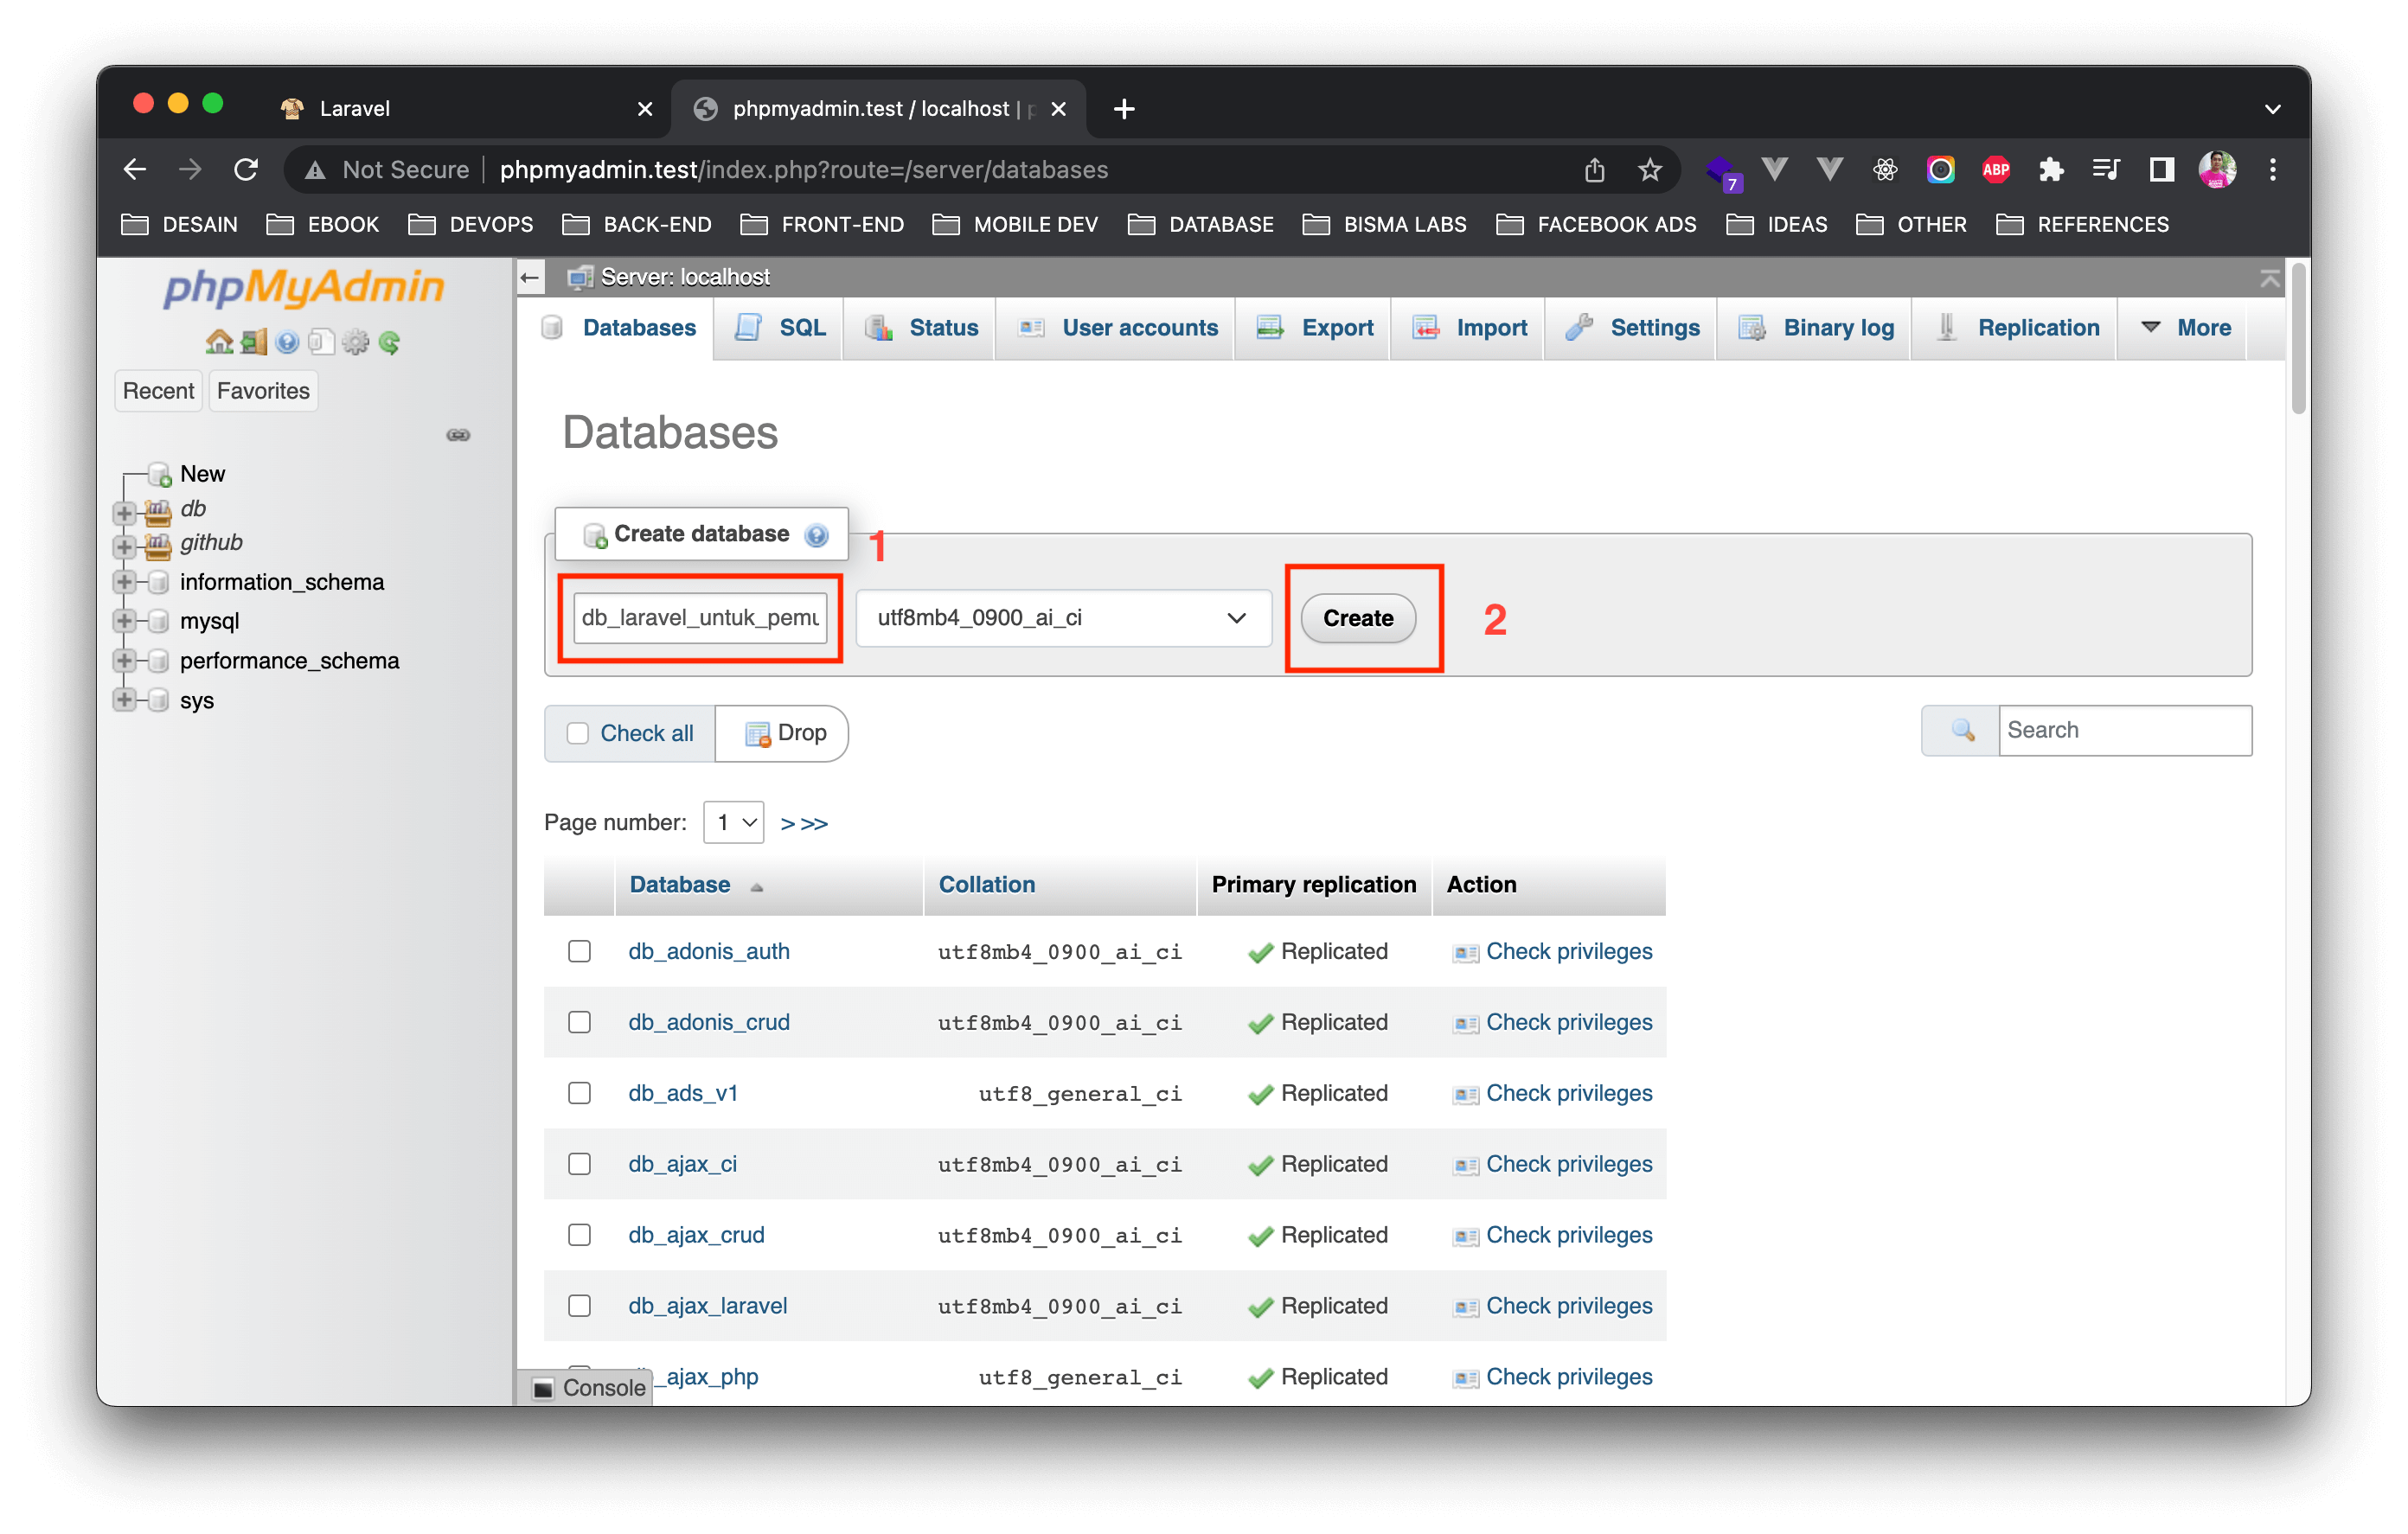 Laravel
phpmyadmin.test / localhost |
Not Secure phpmyadmin.test/index.php?route=/server/databases
7
ABP
DESAIN EBOOK DEVOPS BACK-END FRONT-END MOBILE DEV DATABASE BISMA LABS FACEBOOK ADS IDEAS OTHER REFERENCES
phpMyAdmin
Recent Favorites
New
db
github
information_schema
mysql
performance_schema
sys
Server: localhost
Databases SQL Status User accounts Export Import Settings Binary log Replication More
Databases
Create database
1
db_laravel_untuk_pemu utf8mb4_0900_ai_ci Create 2
Check all Drop Search
Page number: 1 > >>
Database Collation Primary replication Action
db_adonis_auth utf8mb4_0900_ai_ci Replicated Check privileges
db_adonis_crud utf8mb4_0900_ai_ci Replicated Check privileges
db_ads_v1 utf8_general_ci Replicated Check privileges
db_ajax_ci utf8mb4_0900_ai_ci Replicated Check privileges
db_ajax_crud utf8mb4_0900_ai_ci Replicated Check privileges
db_ajax_laravel utf8mb4_0900_ai_ci Replicated Check privileges
_ajax_php utf8_general_ci Replicated Check privileges
Console